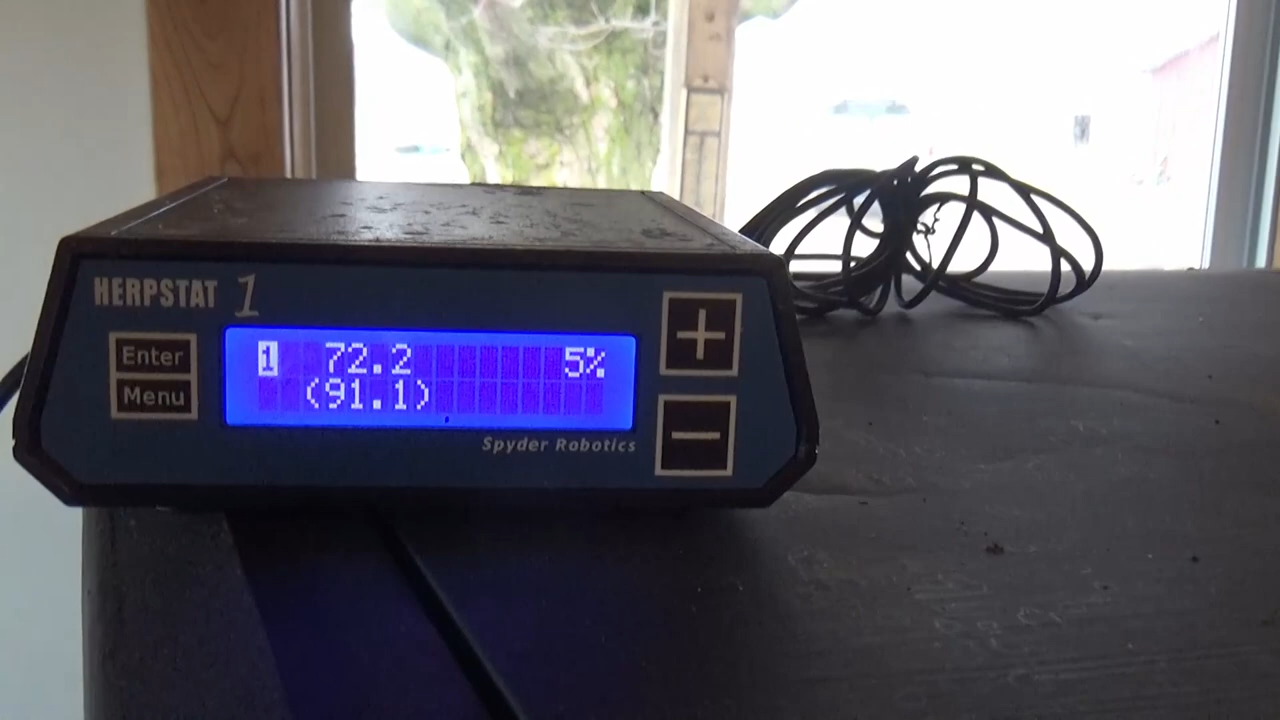 HERPSTAT 1
Enter
Menu
1 72.2 5%
(91.1)
+
−
Spyder Robotics